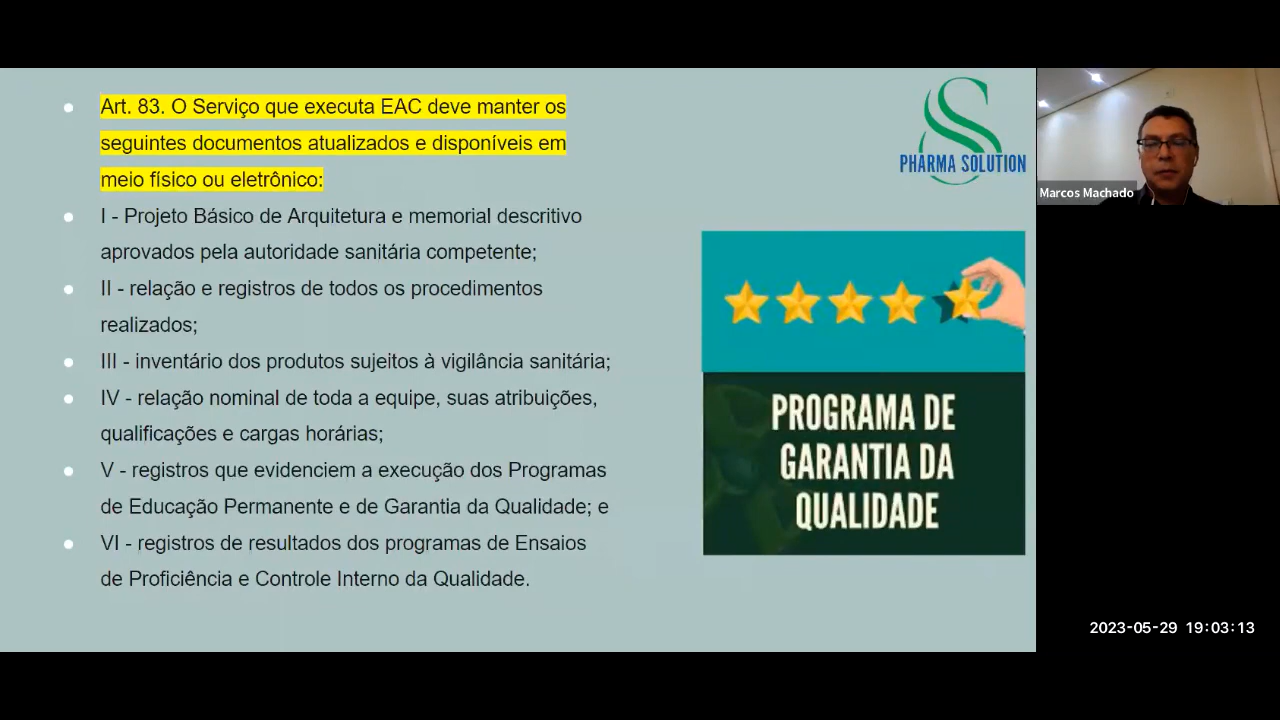 Art. 83. O Serviço que executa EAC deve manter os
seguintes documentos atualizados e disponíveis em
meio físico ou eletrônico:
I - Projeto Básico de Arquitetura e memorial descritivo
aprovados pela autoridade sanitária competente;
II - relação e registros de todos os procedimentos
realizados;
III - inventário dos produtos sujeitos à vigilância sanitária;
IV - relação nominal de toda a equipe, suas atribuições,
qualificações e cargas horárias;
V - registros que evidenciem a execução dos Programas
de Educação Permanente e de Garantia da Qualidade; e
VI - registros de resultados dos programas de Ensaios
de Proficiência e Controle Interno da Qualidade.
PHARMA SOLUTION
PROGRAMA DE
GARANTIA DA
QUALIDADE
Marcos Machado
2023-05-29 19:03:13